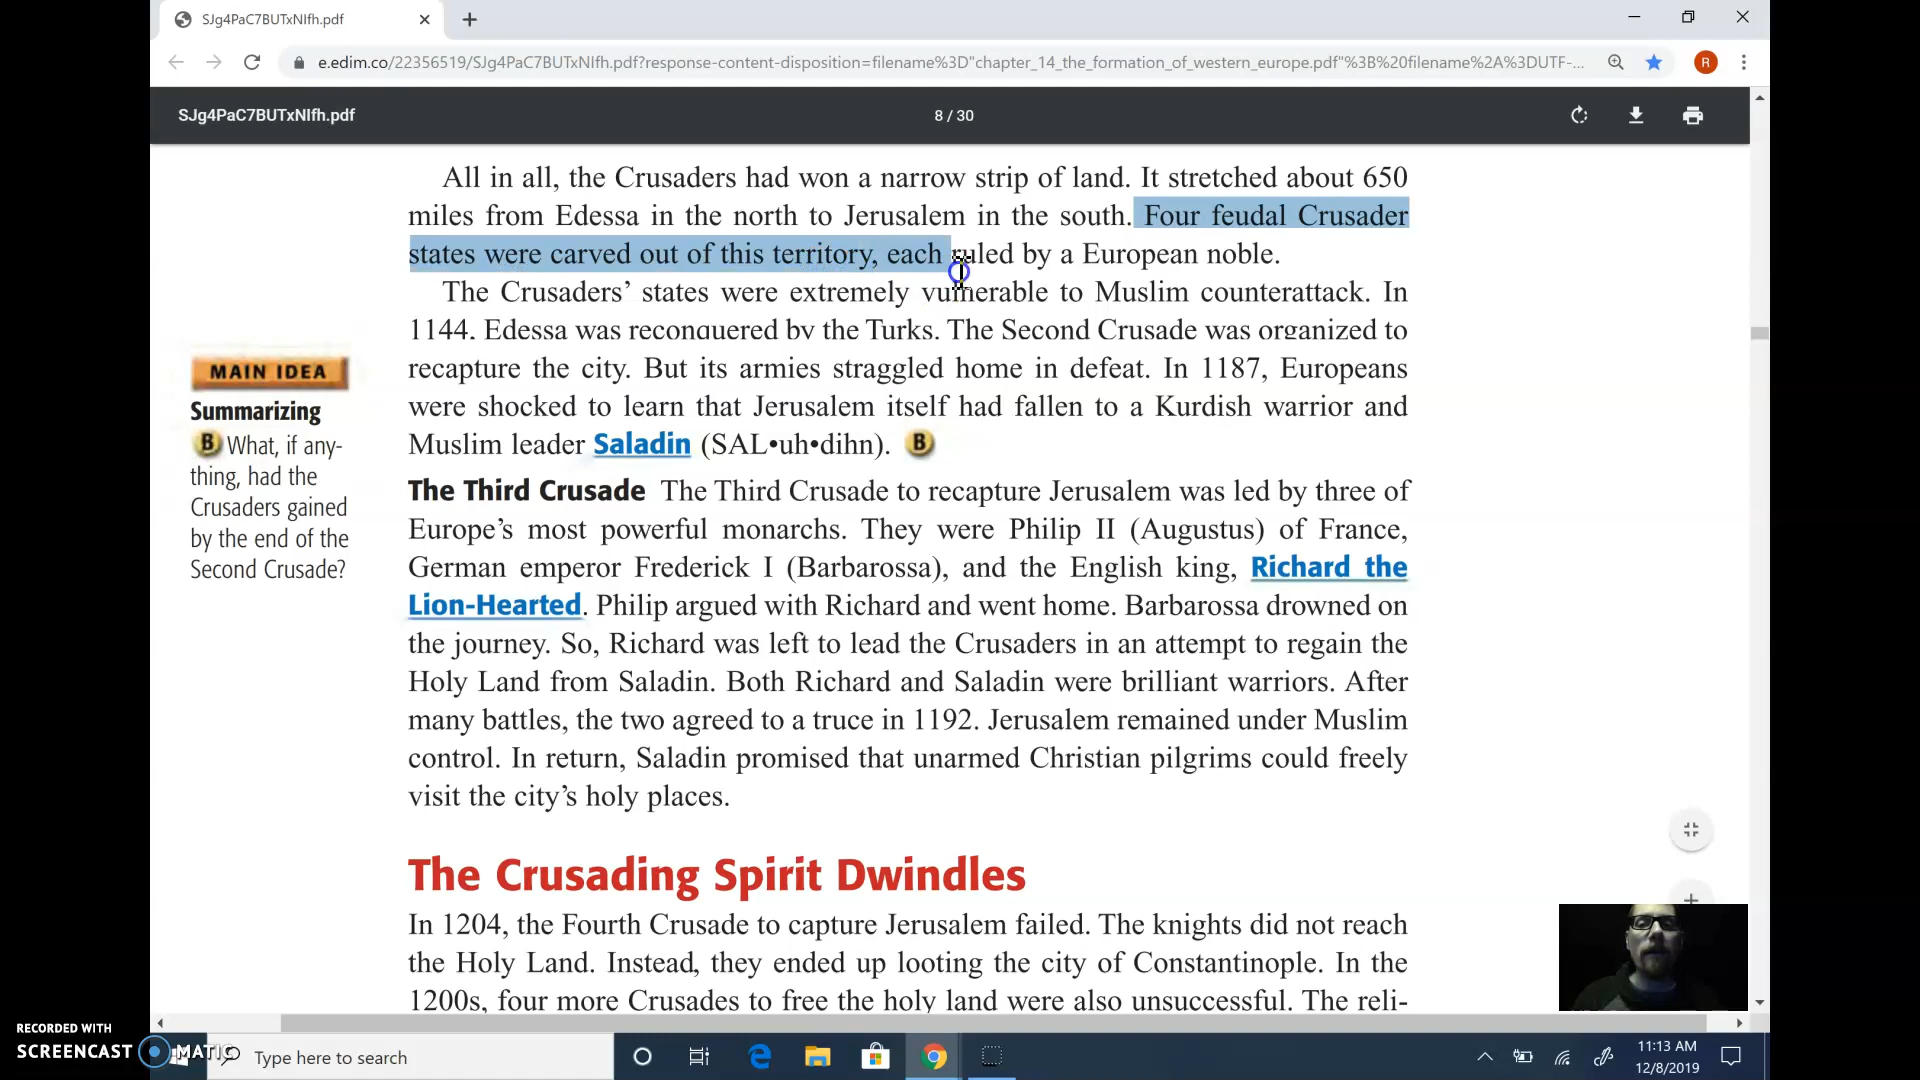 SJg4PaC7BUTxNIfh.pdf
e.edim.co/22356519/SJg4PaC7BUTxNIfh.pdf?response-content-disposition=filename%3D"chapter_14_the_formation_of_western_europe.pdf"%3B%20filename%2A%3DUTF-...
R
SJg4PaC7BUTxNIfh.pdf
8 / 30
All in all, the Crusaders had won a narrow strip of land. It stretched about 650
miles from Edessa in the north to Jerusalem in the south. Four feudal Crusader
states were carved out of this territory, each ruled by a European noble.
The Crusaders’ states were extremely vulnerable to Muslim counterattack. In
1144, Edessa was reconquered by the Turks. The Second Crusade was organized to
recapture the city. But its armies straggled home in defeat. In 1187, Europeans
were shocked to learn that Jerusalem itself had fallen to a Kurdish warrior and
Muslim leader Saladin (SAL•uh•dihn). B
MAIN IDEA
Summarizing
B What, if any-
thing, had the
Crusaders gained
by the end of the
Second Crusade?
The Third Crusade The Third Crusade to recapture Jerusalem was led by three of
Europe’s most powerful monarchs. They were Philip II (Augustus) of France,
German emperor Frederick I (Barbarossa), and the English king, Richard the
Lion-Hearted. Philip argued with Richard and went home. Barbarossa drowned on
the journey. So, Richard was left to lead the Crusaders in an attempt to regain the
Holy Land from Saladin. Both Richard and Saladin were brilliant warriors. After
many battles, the two agreed to a truce in 1192. Jerusalem remained under Muslim
control. In return, Saladin promised that unarmed Christian pilgrims could freely
visit the city’s holy places.
The Crusading Spirit Dwindles
In 1204, the Fourth Crusade to capture Jerusalem failed. The knights did not reach
the Holy Land. Instead, they ended up looting the city of Constantinople. In the
1200s, four more Crusades to free the holy land were also unsuccessful. The reli-
RECORDED WITH
SCREENCAST MATIC
Type here to search
11:13 AM
12/8/2019